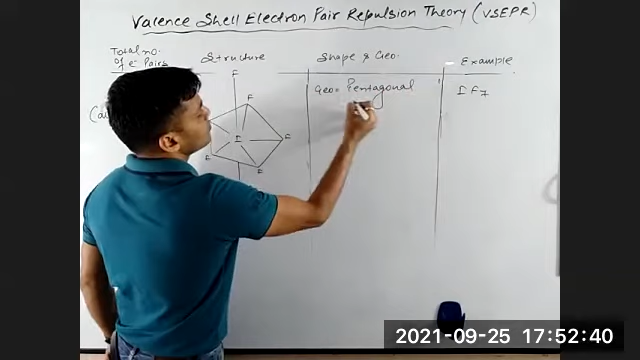 Valence Shell Electron Pair Repulsion Theory (VSEPR)
Total no. of e⁻ Pairs
Structure
Shape & Geo.
Example
Geo = Pentagonal
IF7
F
F
F
F
F
I
2021-09-25 17:52:40